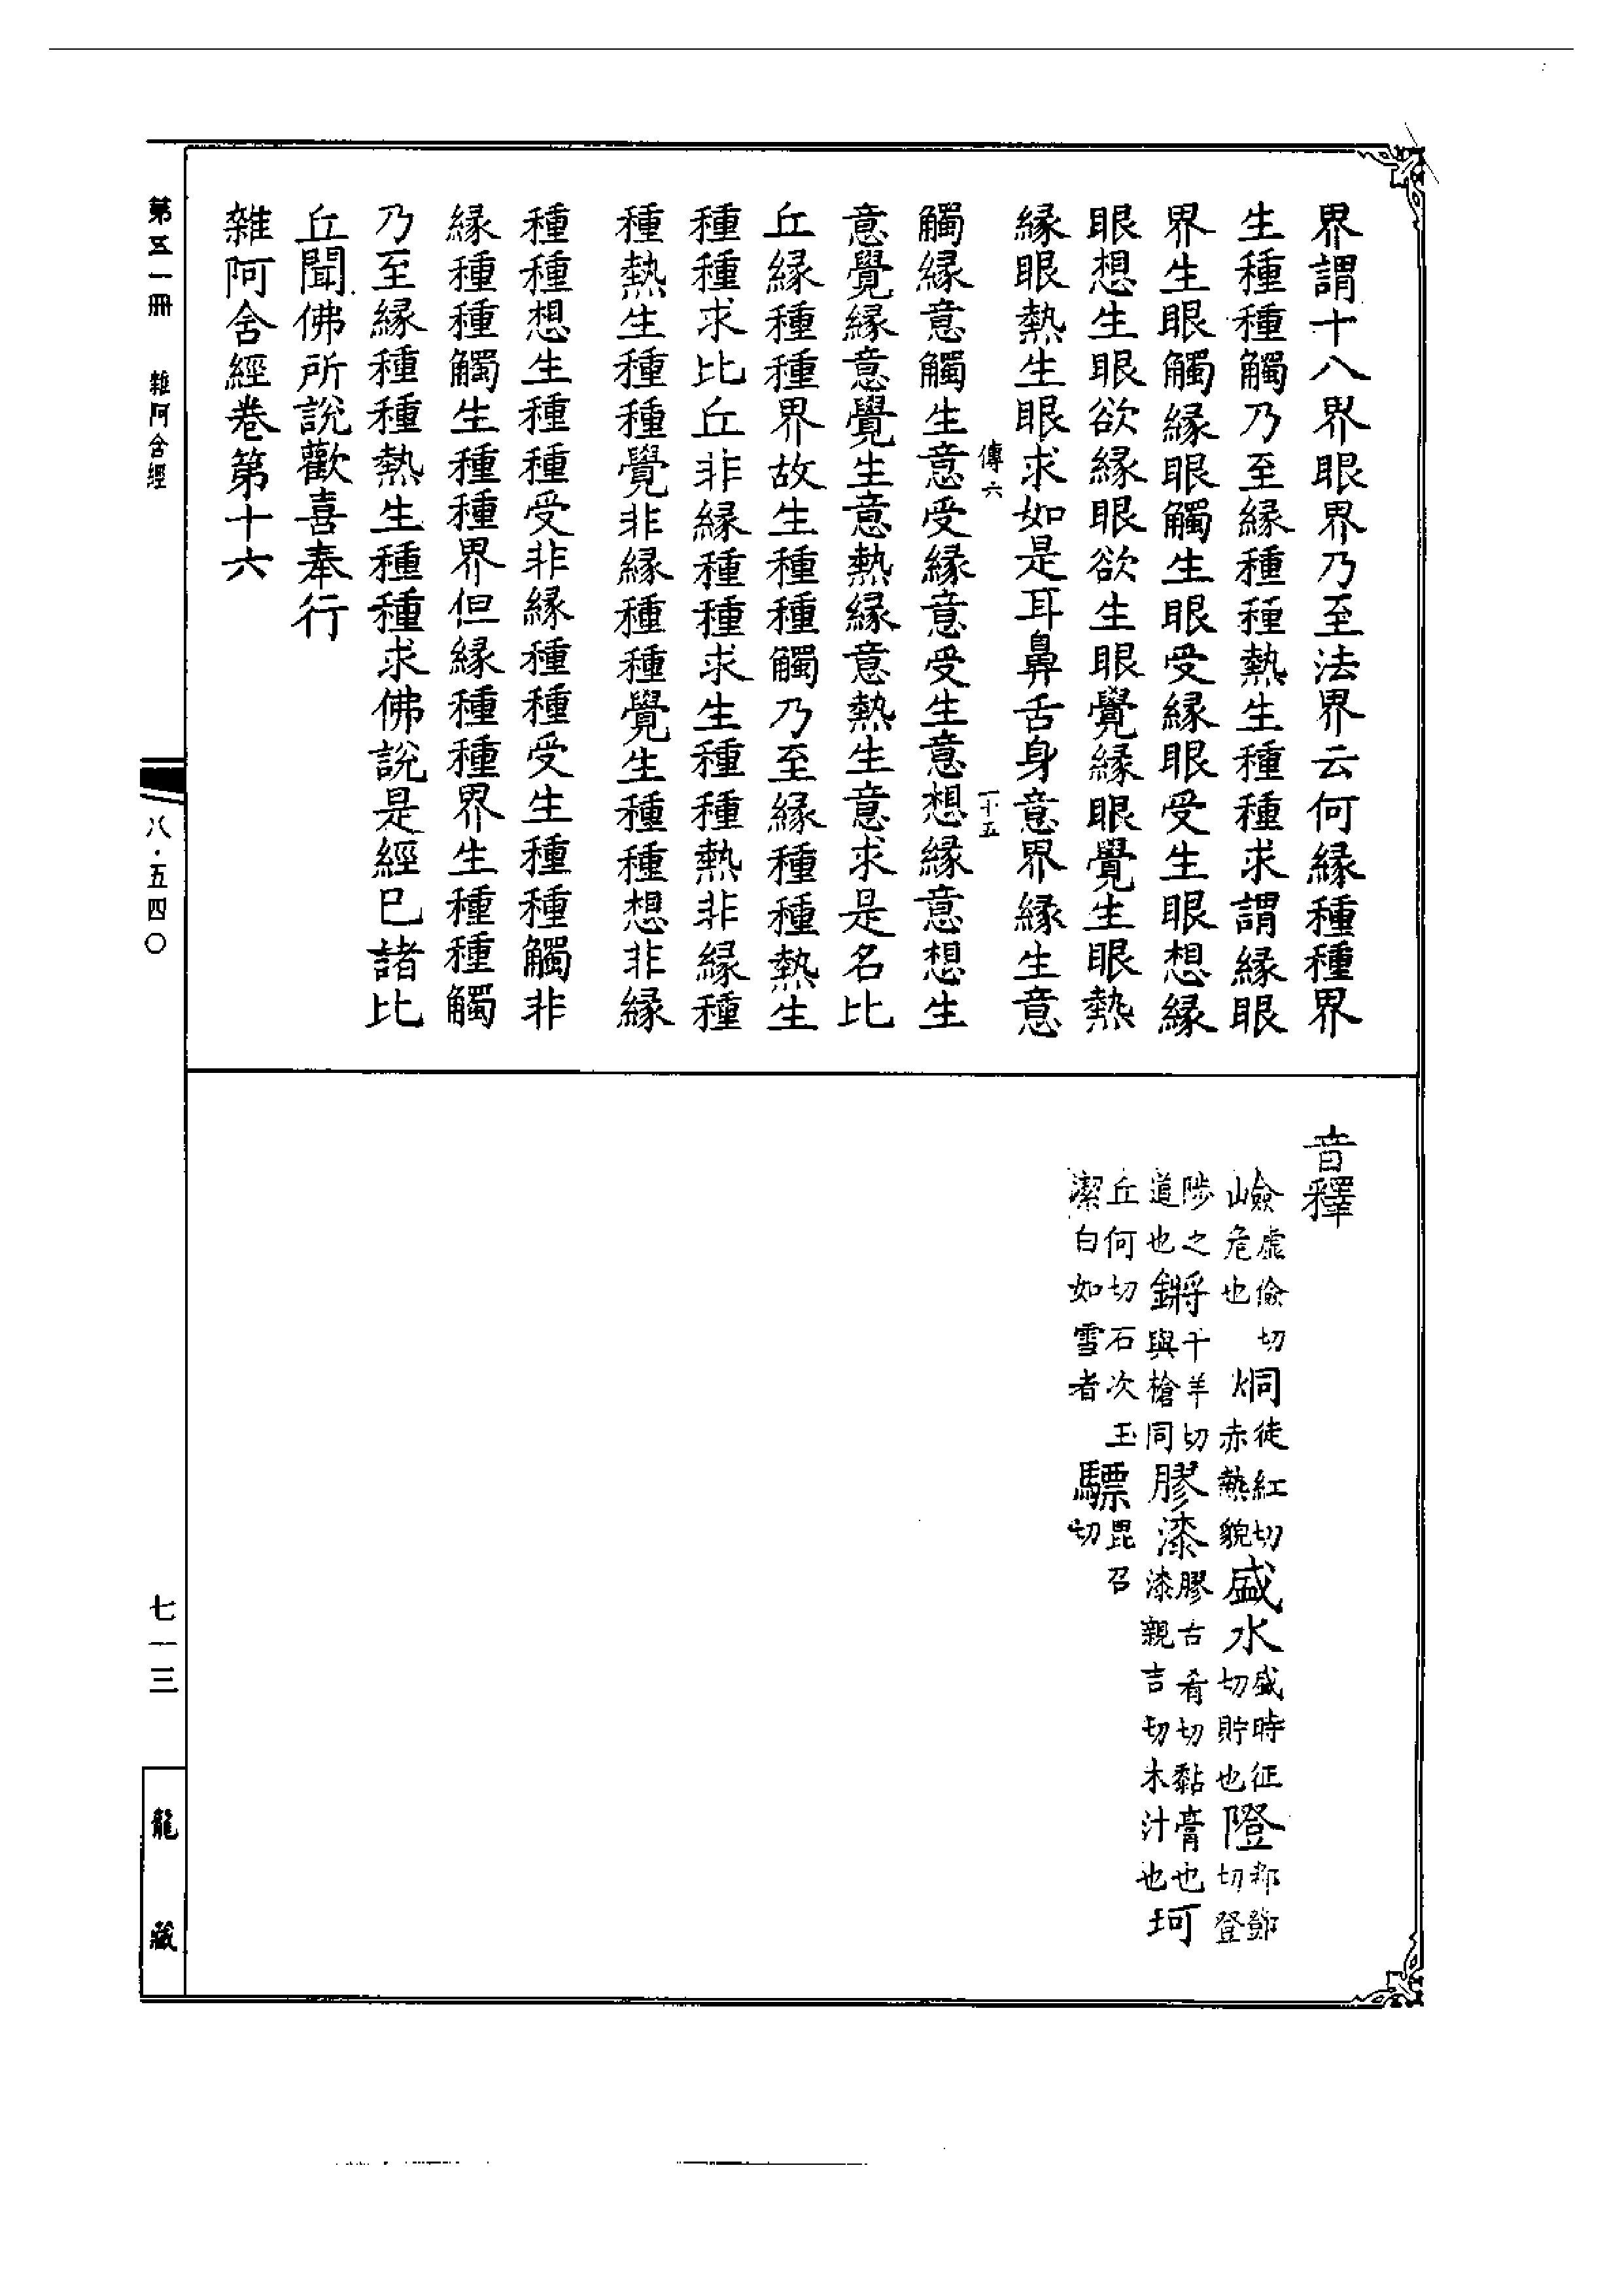 界謂十八界眼界乃至法界云何緣種種界
生種種觸乃至緣種種熱生種種求謂緣眼
界生眼觸緣眼觸生眼受緣眼受生眼想緣
眼想生眼欲緣眼欲生眼覺緣眼覺生眼熱
緣眼熱生眼求如是耳鼻舌身意界緣生意
傳六 一十五
觸緣意觸生意受緣意受生意想緣意想生
意覺緣意覺生意熱緣意熱生意求是名比
丘緣種種界故生種種觸乃至緣種種熱生
種種求比丘非緣種種求生種種熱非緣種
種熱生種種覺非緣種種覺生種種想非緣
種種想生種種受非緣種種受生種種觸非
緣種種觸生種種界但緣種種界生種種觸
乃至緣種種熱生種種求佛說是經已諸比
丘聞佛所說歡喜奉行
雜阿含經卷第十六
音釋
嶮虛儉切危也 烔徒紅切赤熱貌 盛水盛時征切貯也 隥都鄧切登
陟之道也 鏘千羊切與槍同 膠漆膠古肴切黏膏也漆親吉切木汁也 珂
丘何切石次玉潔白如雪者 驃毘召切
第五一冊 雜阿含經
八·五四〇
七一三
龍藏